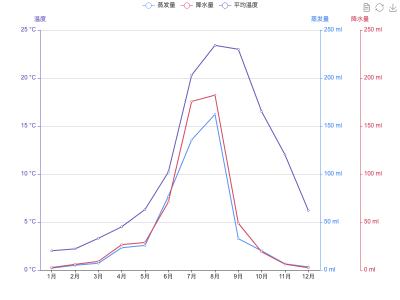 蒸发量 降水量 平均温度
温度 蒸发量 降水量
25 °C 250 ml 250 ml
20 °C 200 ml 200 ml
15 °C 150 ml 150 ml
10 °C 100 ml 100 ml
5 °C 50 ml 50 ml
0 °C 0 ml 0 ml
1月 2月 3月 4月 5月 6月 7月 8月 9月 10月 11月 12月